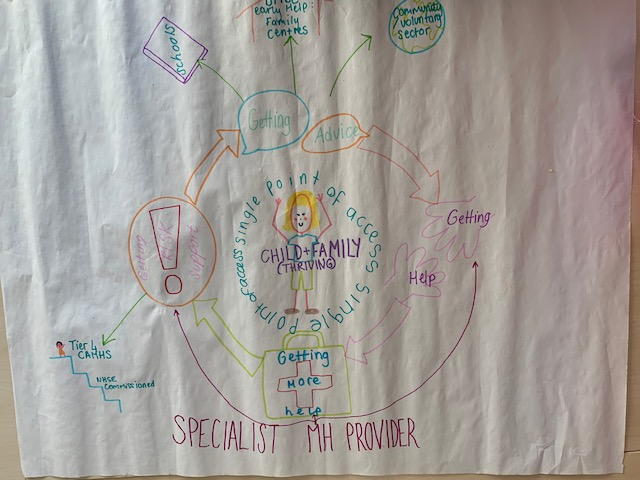 early Help:
Family
centres
Community
voluntary
sector
schools
Getting
Advice
single point of access single point of access
CHILD + FAMILY
(THRIVING)
Getting
Help
Getting
More
help
RISK
support
Tier 4
CAMHS
NHSE
Commissioned
SPECIALIST MH PROVIDER